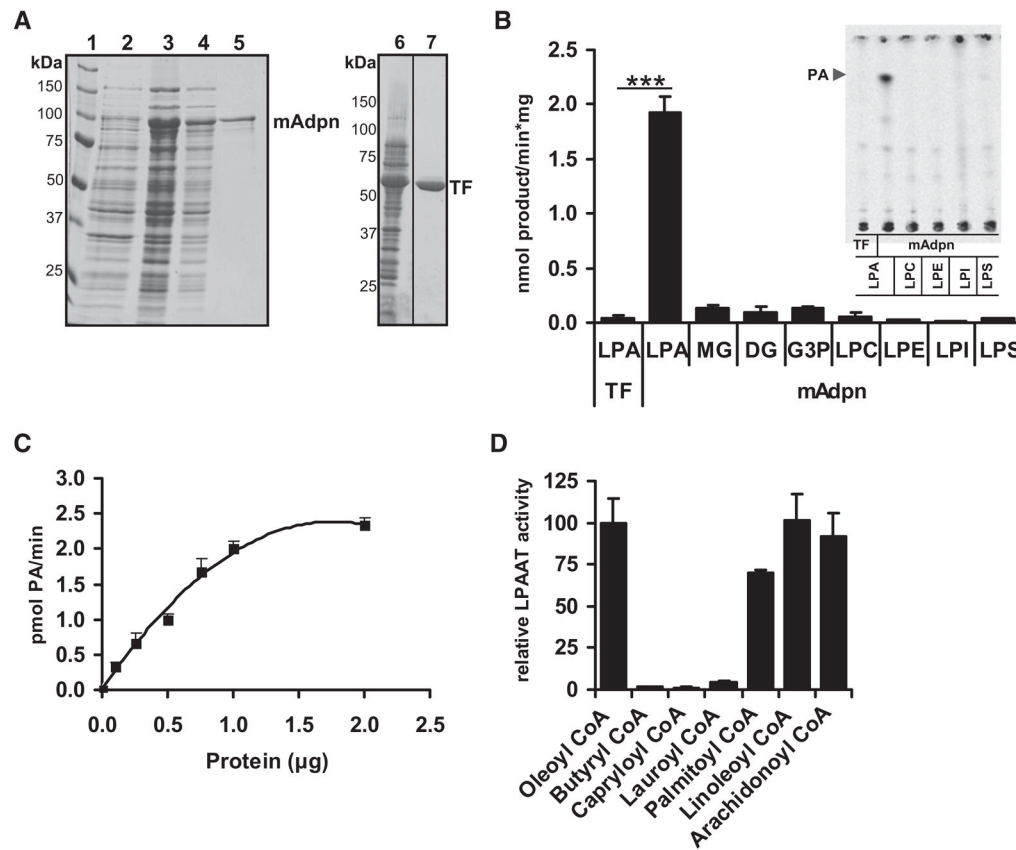 A
1 2 3 4 5
kDa
150
100
75
50
37
25
mAdpn
6 7
kDa
150
100
75
50
37
25
TF
B
nmol product/min*mg
2.5
2.0
1.5
1.0
0.5
0.0
***
LPA LPA MG DG G3P LPC LPE LPI LPS
TF mAdpn
PA
TF mAdpn
LPA LPC LPE LPI LPS
C
pmol PA/min
3.0
2.5
2.0
1.5
1.0
0.5
0.0
0.0 0.5 1.0 1.5 2.0 2.5
Protein (µg)
D
relative LPAAT activity
125
100
75
50
25
0
Oleoyl CoA
Butyryl CoA
Capryloyl CoA
Lauroyl CoA
Palmitoyl CoA
Linoleoyl CoA
Arachidonoyl CoA